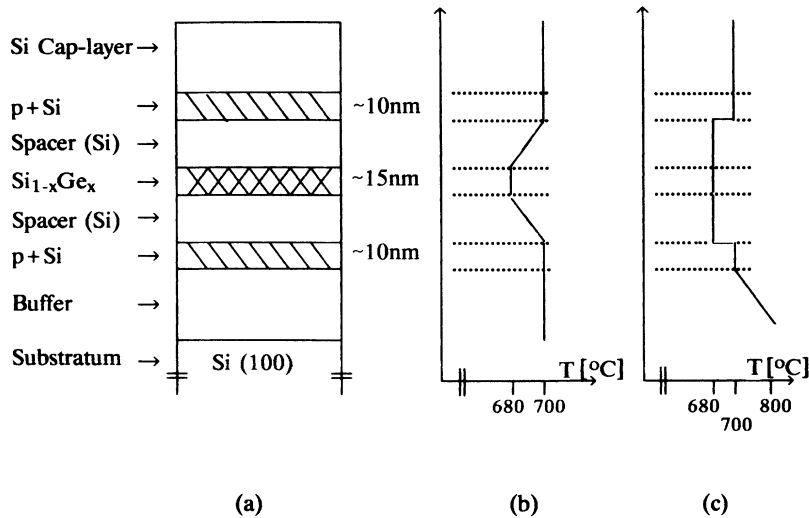 Si Cap-layer →
p+Si → ~10nm
Spacer (Si) →
Si₁₋ₓGeₓ → ~15nm
Spacer (Si) →
p+Si → ~10nm
Buffer →
Substratum → Si (100)
T [°C]
680 700
T [°C]
680 800
700
(a) (b) (c)